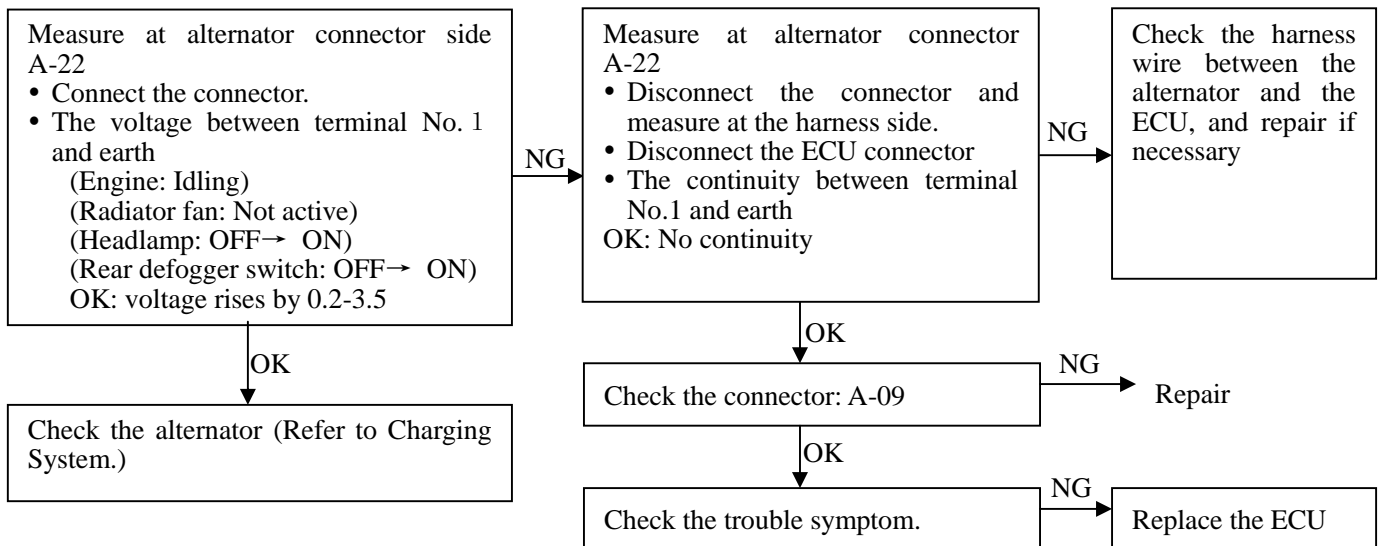 Measure at alternator connector side
A-22
• Connect the connector.
• The voltage between terminal No. 1
and earth
(Engine: Idling)
(Radiator fan: Not active)
(Headlamp: OFF→ ON)
(Rear defogger switch: OFF→ ON)
OK: voltage rises by 0.2-3.5
NG
Measure at alternator connector
A-22
• Disconnect the connector and
measure at the harness side.
• Disconnect the ECU connector
• The continuity between terminal
No.1 and earth
OK: No continuity
NG
Check the harness
wire between the
alternator and the
ECU, and repair if
necessary
OK
Check the alternator (Refer to Charging
System.)
OK
Check the connector: A-09
NG
Repair
OK
Check the trouble symptom.
NG
Replace the ECU